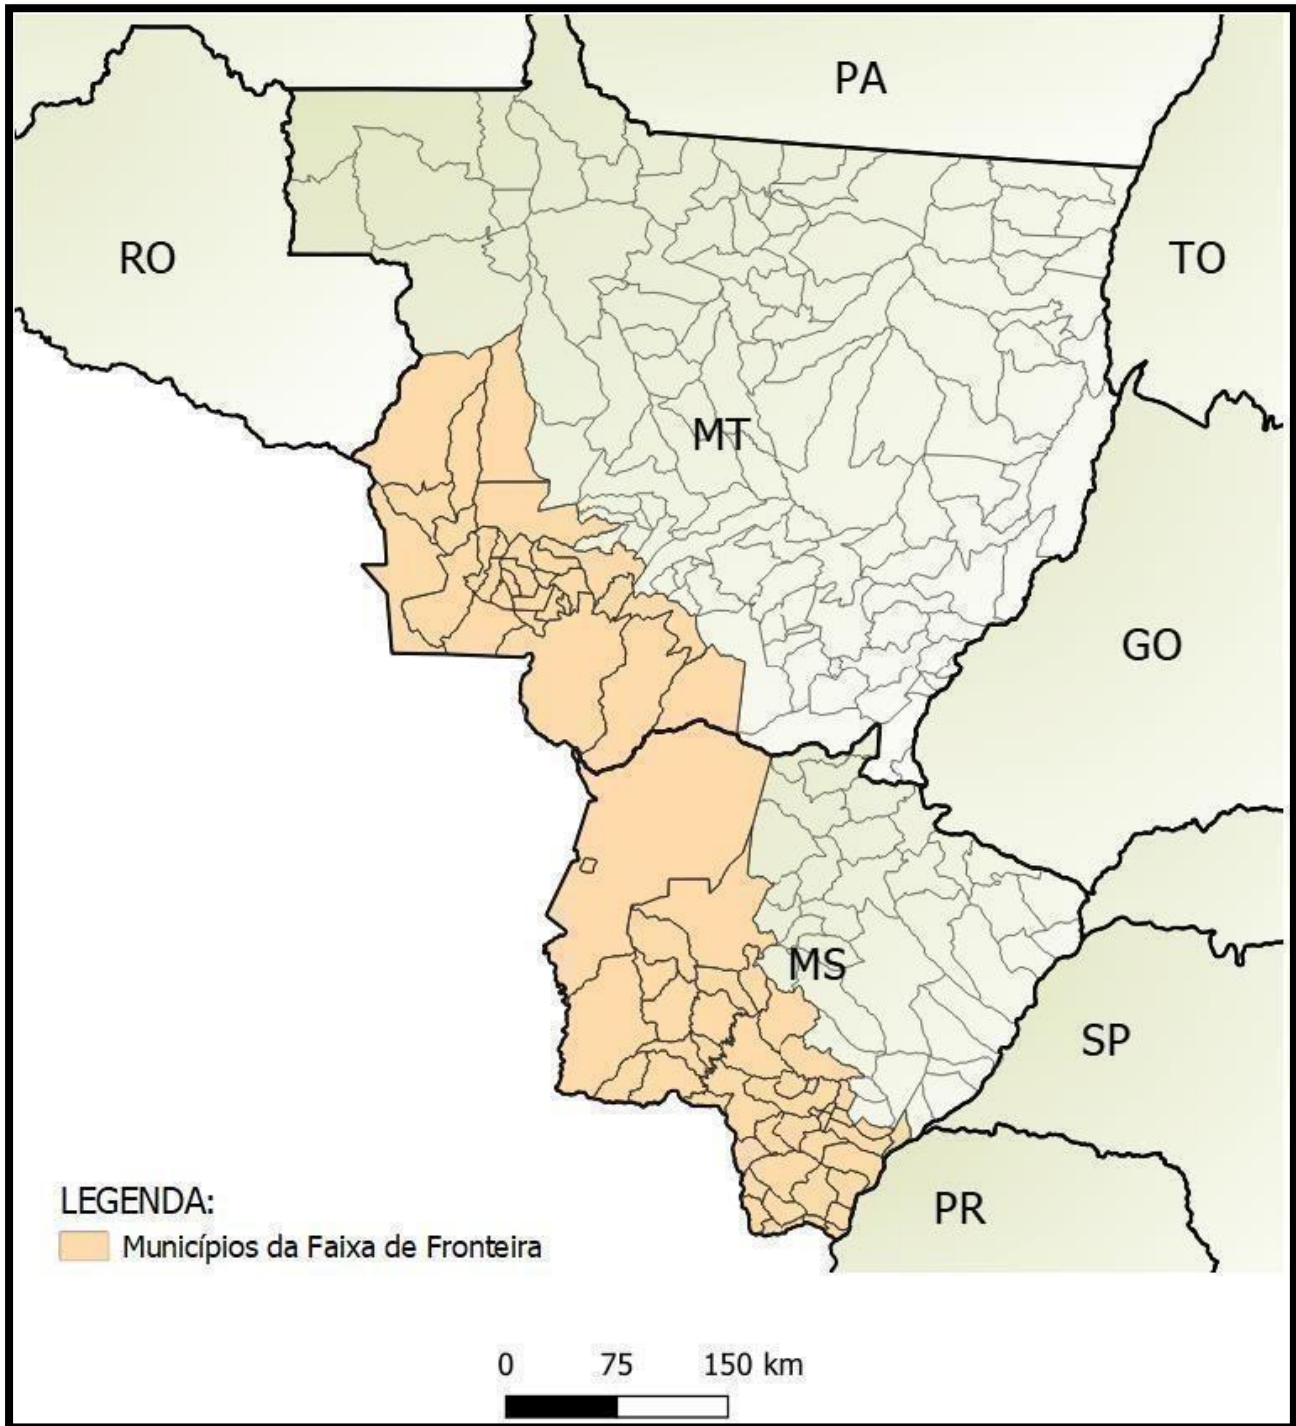 PA
RO
TO
MT
GO
MS
SP
PR
LEGENDA:
Municípios da Faixa de Fronteira
0 75 150 km